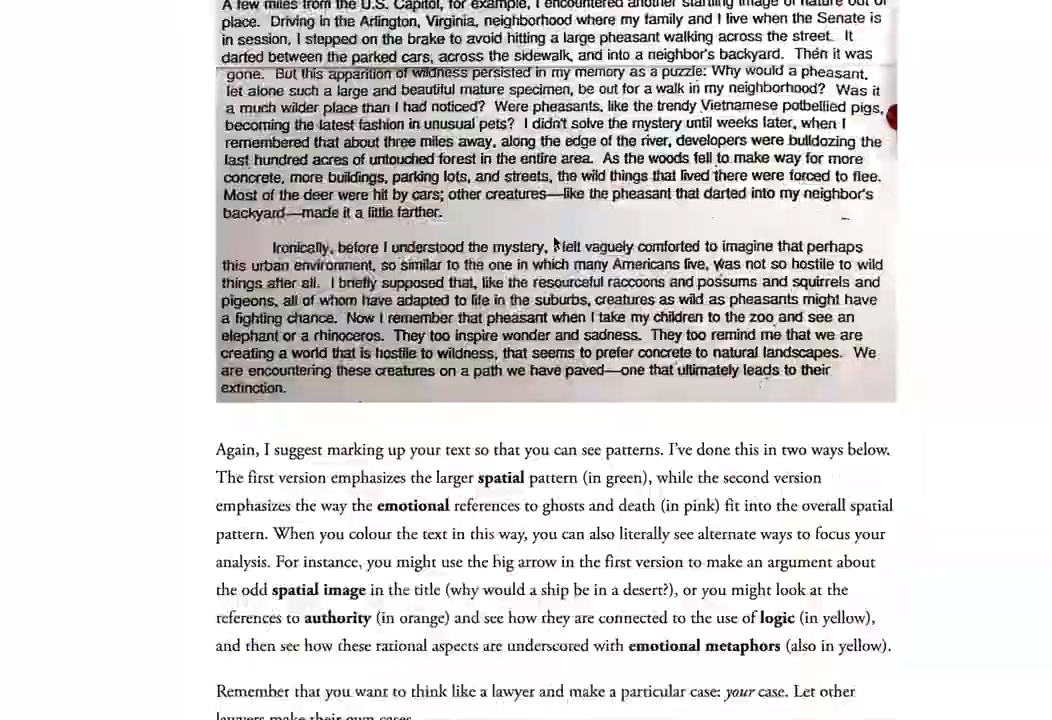 A few miles from the U.S. Capitol, for example, I encountered another startling image of nature out of
place. Driving in the Arlington, Virginia, neighborhood where my family and I live when the Senate is
in session, I stepped on the brake to avoid hitting a large pheasant walking across the street. It
darted between the parked cars, across the sidewalk, and into a neighbor's backyard. Then it was
gone. But this apparition of wildness persisted in my memory as a puzzle: Why would a pheasant,
let alone such a large and beautiful mature specimen, be out for a walk in my neighborhood? Was it
a much wilder place than I had noticed? Were pheasants, like the trendy Vietnamese potbellied pigs,
becoming the latest fashion in unusual pets? I didn't solve the mystery until weeks later, when I
remembered that about three miles away, along the edge of the river, developers were bulldozing the
last hundred acres of untouched forest in the entire area. As the woods fell to make way for more
concrete, more buildings, parking lots, and streets, the wild things that lived there were forced to flee.
Most of the deer were hit by cars; other creatures—like the pheasant that darted into my neighbor's
backyard—made it a little farther.
Ironically, before I understood the mystery, I felt vaguely comforted to imagine that perhaps
this urban environment, so similar to the one in which many Americans live, was not so hostile to wild
things after all. I briefly supposed that, like the resourceful raccoons and possums and squirrels and
pigeons, all of whom have adapted to life in the suburbs, creatures as wild as pheasants might have
a fighting chance. Now I remember that pheasant when I take my children to the zoo and see an
elephant or a rhinoceros. They too inspire wonder and sadness. They too remind me that we are
creating a world that is hostile to wildness, that seems to prefer concrete to natural landscapes. We
are encountering these creatures on a path we have paved—one that ultimately leads to their
extinction.
Again, I suggest marking up your text so that you can see patterns. I've done this in two ways below.
The first version emphasizes the larger spatial pattern (in green), while the second version
emphasizes the way the emotional references to ghosts and death (in pink) fit into the overall spatial
pattern. When you colour the text in this way, you can also literally see alternate ways to focus your
analysis. For instance, you might use the big arrow in the first version to make an argument about
the odd spatial image in the title (why would a ship be in a desert?), or you might look at the
references to authority (in orange) and see how they are connected to the use of logic (in yellow),
and then see how these rational aspects are underscored with emotional metaphors (also in yellow).
Remember that you want to think like a lawyer and make a particular case: your case. Let other
lawyers make their own cases.